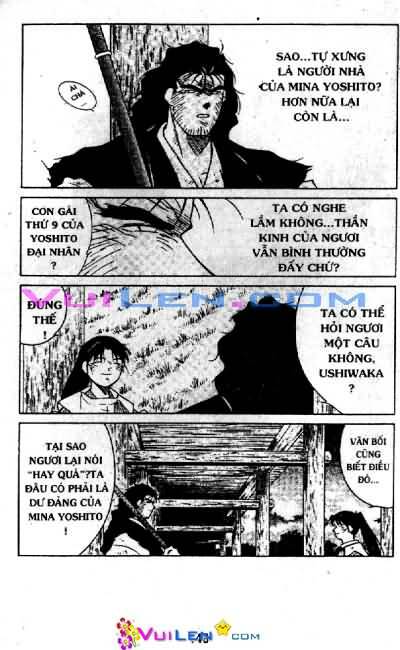 SAO...TỰ XƯNG
LÀ NGƯỜI NHÀ
CỦA MINA YOSHITO?
HƠN NỮA LẠI
CÒN LÀ...
ÁI
CHÀ...
TA CÓ NGHE
LẦM KHÔNG...THẦN
KINH CỦA NGƯƠI
VẪN BÌNH THƯỜNG
ĐẤY CHỨ?
CON GÁI
THỨ 9 CỦA
YOSHITO
ĐẠI NHÂN
?
VuiLen.com
ĐÚNG
THẾ
!
TA CÓ THỂ
HỎI NGƯƠI
MỘT CÂU
KHÔNG,
USHIWAKA
?
TẠI SAO
NGƯƠI LẠI NÓI
"HAY QUÁ"?TA
ĐÂU CÓ PHẢI LÀ
DƯ ĐẢNG CỦA
MINA YOSHITO
!
VÃN BỐI
CŨNG
BIẾT ĐIỀU
ĐÓ...
VuiLen.com